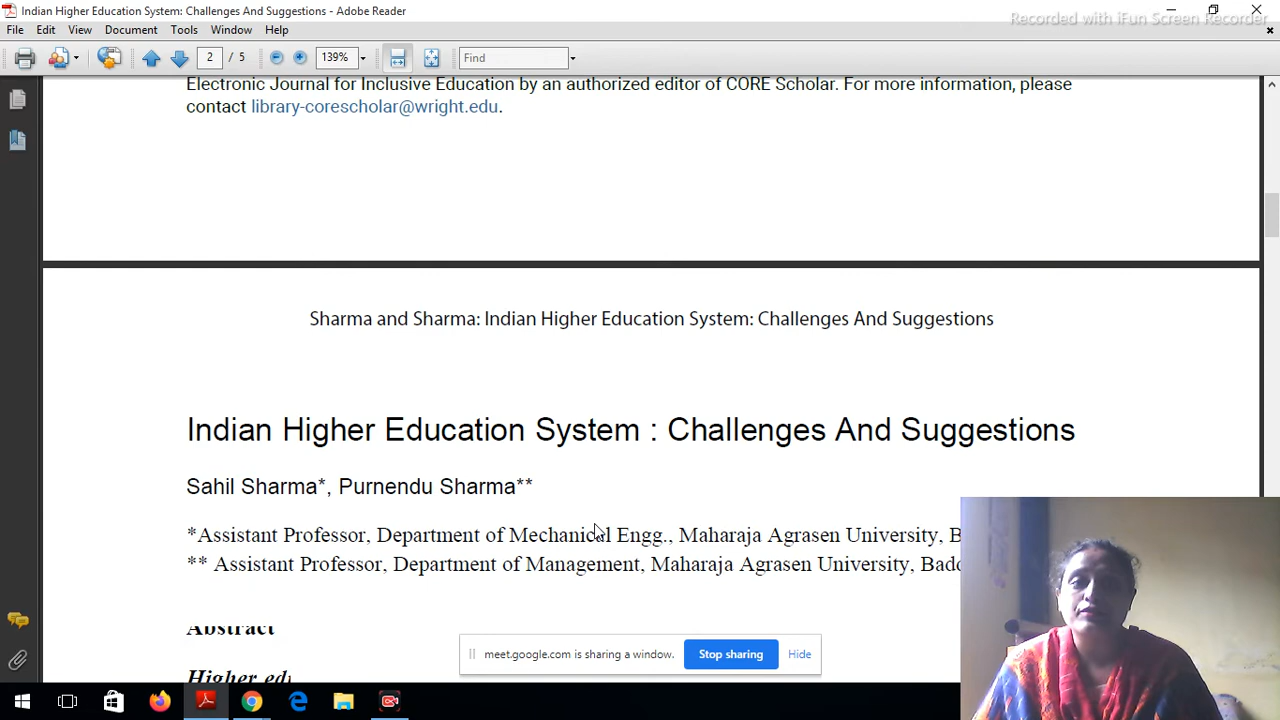 Indian Higher Education System: Challenges And Suggestions - Adobe Reader
Recorded with iFun Screen Recorder
File Edit View Document Tools Window Help
2 / 5 139% Find
Electronic Journal for Inclusive Education by an authorized editor of CORE Scholar. For more information, please
contact library-corescholar@wright.edu.
Sharma and Sharma: Indian Higher Education System: Challenges And Suggestions
Indian Higher Education System : Challenges And Suggestions
Sahil Sharma*, Purnendu Sharma**
*Assistant Professor, Department of Mechanical Engg., Maharaja Agrasen University, B
** Assistant Professor, Department of Management, Maharaja Agrasen University, Badd
Abstract
Higher
meet.google.com is sharing a window. Stop sharing Hide